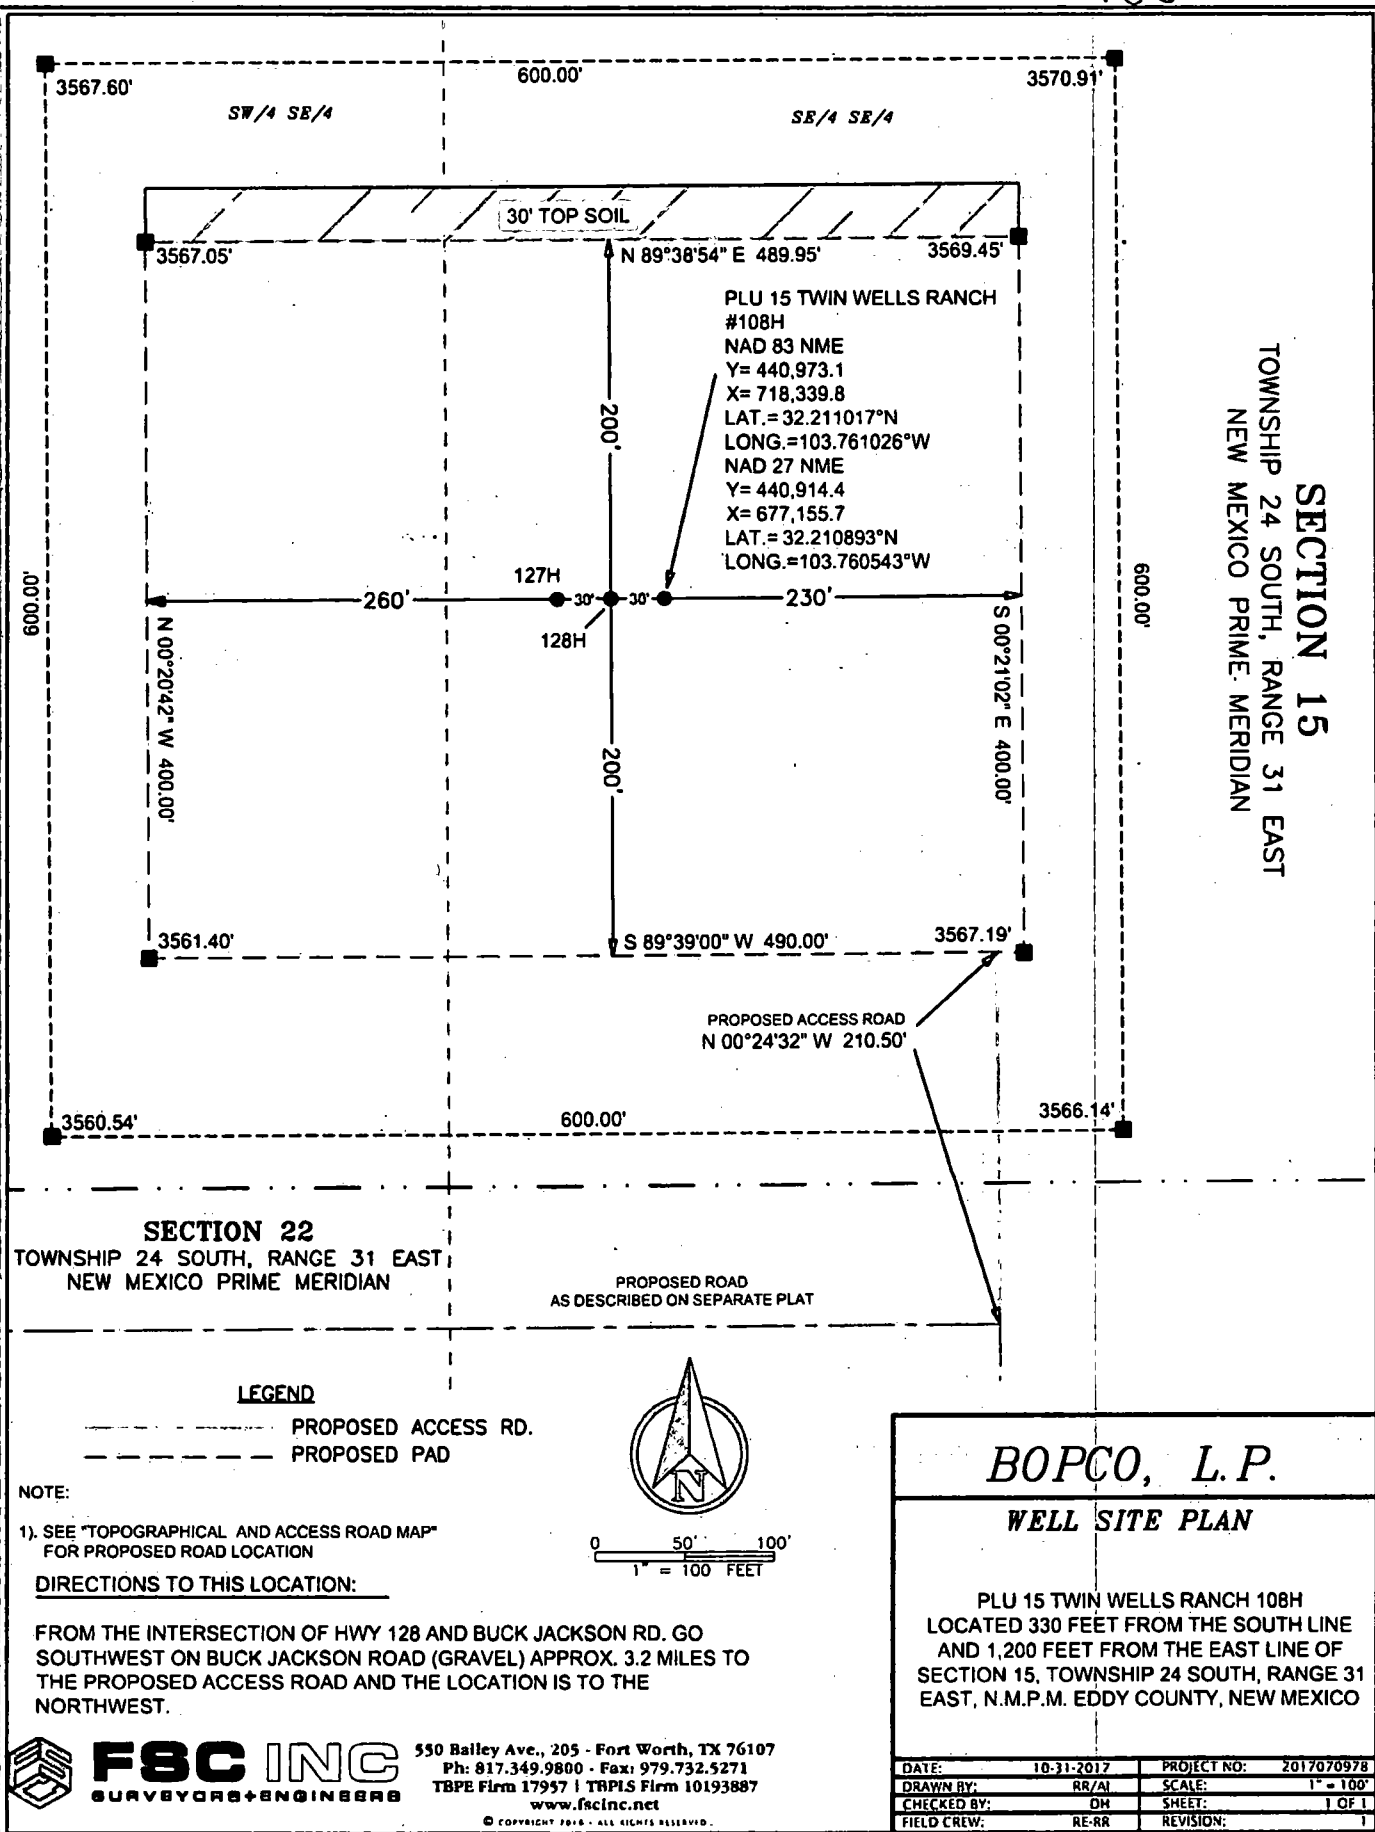 3567.60'
600.00'
3570.91'
SW/4 SE/4
SE/4 SE/4
30' TOP SOIL
3567.05'
N 89°38'54" E 489.95'
3569.45'
PLU 15 TWIN WELLS RANCH
#108H
NAD 83 NME
Y= 440,973.1
X= 718,339.8
LAT.= 32.211017°N
LONG.=103.761026°W
NAD 27 NME
Y= 440,914.4
X= 677,155.7
LAT.= 32.210893°N
LONG.=103.760543°W
200'
127H
260'
30'
30'
230'
128H
600.00'
N 00°20'42" W 400.00'
S 00°21'02" E 400.00'
600.00'
SECTION 15
TOWNSHIP 24 SOUTH, RANGE 31 EAST
NEW MEXICO PRIME MERIDIAN
200'
3561.40'
S 89°39'00" W 490.00'
3567.19'
PROPOSED ACCESS ROAD
N 00°24'32" W 210.50'
3560.54'
600.00'
3566.14'
SECTION 22
TOWNSHIP 24 SOUTH, RANGE 31 EAST
NEW MEXICO PRIME MERIDIAN
PROPOSED ROAD
AS DESCRIBED ON SEPARATE PLAT
LEGEND
PROPOSED ACCESS RD.
PROPOSED PAD
N
0 50' 100'
1" = 100 FEET
NOTE:
1). SEE "TOPOGRAPHICAL AND ACCESS ROAD MAP"
FOR PROPOSED ROAD LOCATION
DIRECTIONS TO THIS LOCATION:
FROM THE INTERSECTION OF HWY 128 AND BUCK JACKSON RD. GO
SOUTHWEST ON BUCK JACKSON ROAD (GRAVEL) APPROX. 3.2 MILES TO
THE PROPOSED ACCESS ROAD AND THE LOCATION IS TO THE
NORTHWEST.
FSC INC
SURVEYORS+ENGINEERS
550 Bailey Ave., 205 - Fort Worth, TX 76107
Ph: 817.349.9800 - Fax: 979.732.5271
TBPE Firm 17957 | TBPLS Firm 10193887
www.fscinc.net
© COPYRIGHT 2016 - ALL RIGHTS RESERVED.
BOPCO, L.P.
WELL SITE PLAN
PLU 15 TWIN WELLS RANCH 108H
LOCATED 330 FEET FROM THE SOUTH LINE
AND 1,200 FEET FROM THE EAST LINE OF
SECTION 15, TOWNSHIP 24 SOUTH, RANGE 31
EAST, N.M.P.M. EDDY COUNTY, NEW MEXICO
DATE: 10-31-2017 PROJECT NO: 2017070978
DRAWN BY: RR/AI SCALE: 1" = 100'
CHECKED BY: DH SHEET: 1 OF 1
FIELD CREW: RE-RR REVISION: 1